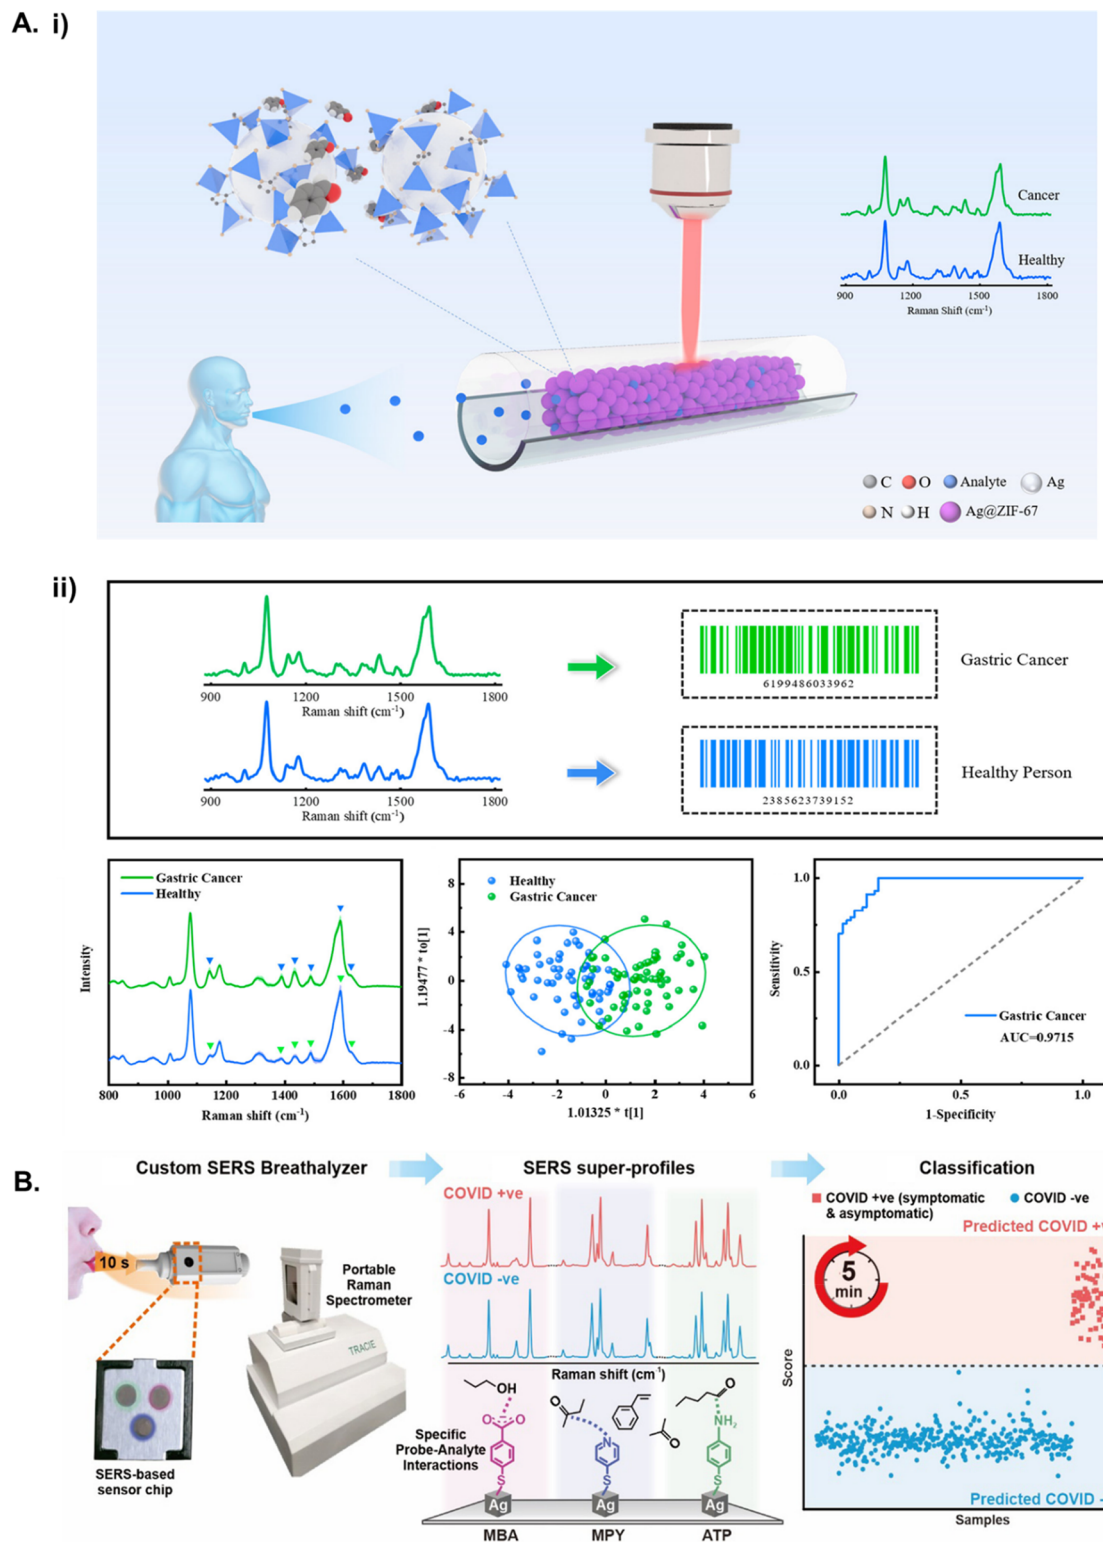 A. i)
Cancer
Healthy
900 1200 1500 1800
Raman Shift (cm-1)
C O Analyte Ag
N H Ag@ZIF-67
ii)
900 1200 1500 1800
Raman shift (cm-1)
6199486033962
Gastric Cancer
900 1200 1500 1800
Raman shift (cm-1)
2385623739152
Healthy Person
Gastric Cancer
Healthy
Intensity
800 1000 1200 1400 1600 1800
Raman shift (cm-1)
Healthy
Gastric Cancer
8
4
0
-4
-8
1.19477 * to[1]
-6 -4 -2 0 2 4 6
1.01325 * t[1]
1.0
0.5
0.0
Sensitivity
Gastric Cancer
AUC=0.9715
0.0 0.5 1.0
1-Specificity
B.
Custom SERS Breathalyzer
SERS super-profiles
Classification
10 s
Portable
Raman
Spectrometer
TRACIE
SERS-based
sensor chip
COVID +ve
COVID -ve
Raman shift (cm-1)
OH
O O
O
O
O
N
NH2
Specific
Probe-Analyte
Interactions
S S S
Ag Ag Ag
MBA MPY ATP
COVID +ve (symptomatic
& asymptomatic)
COVID -ve
Predicted COVID +v
5
min
Score
Predicted COVID -
Samples